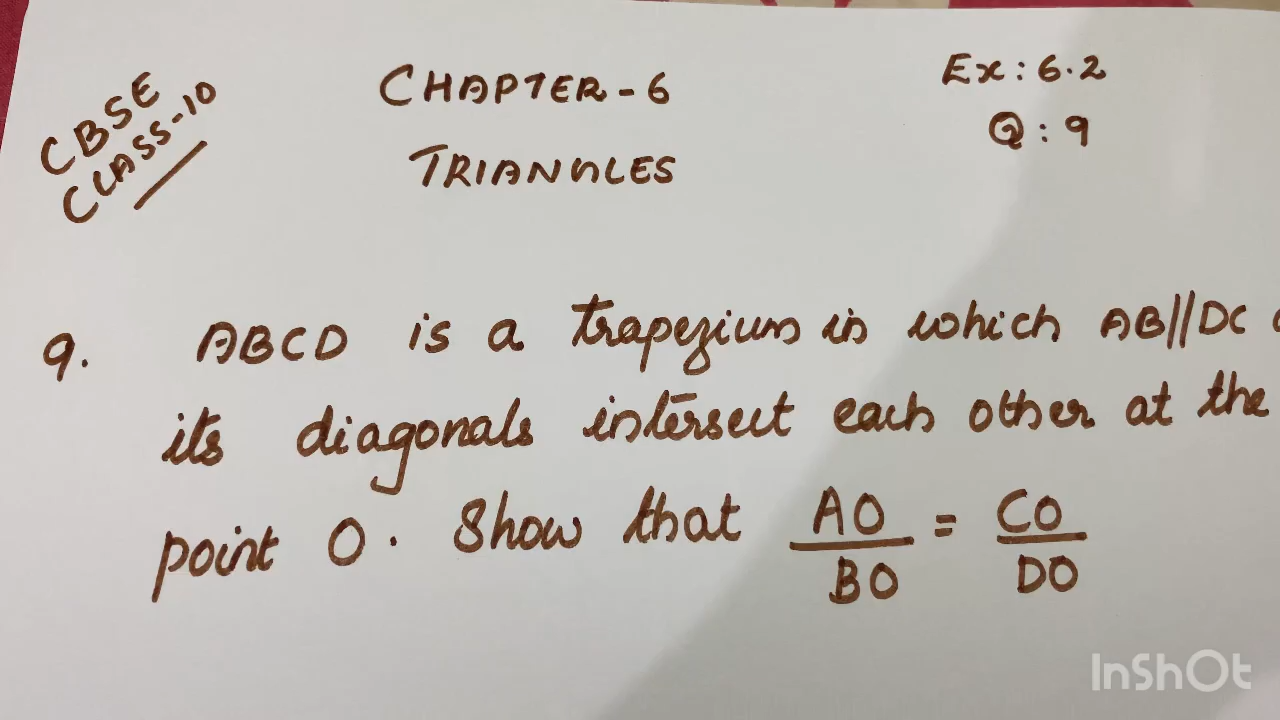 CBSE
CLASS-10
CHAPTER-6
TRIANGLES
Ex: 6.2
Q: 9
9. ABCD is a trapezium in which AB||DC
its diagonals intersect each other at the
point O. Show that AO/BO = CO/DO
InShOt